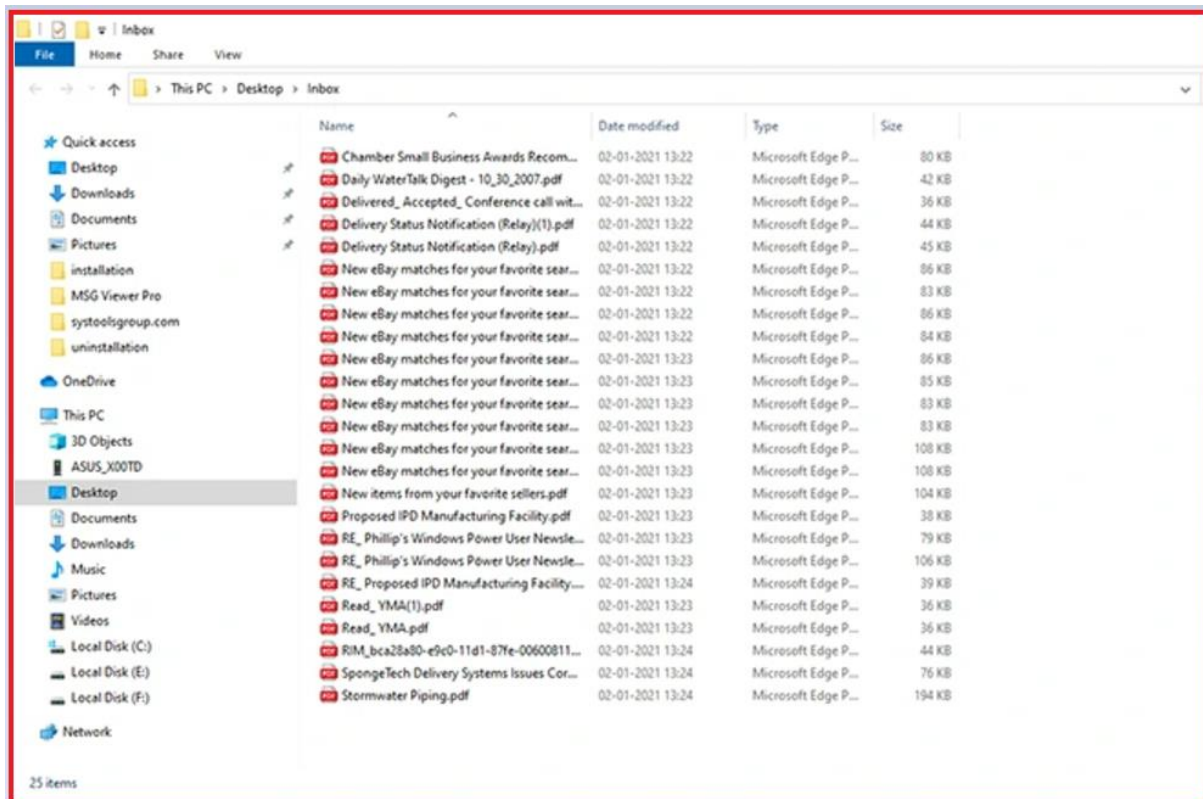 Inbox
File Home Share View
This PC > Desktop > Inbox
Name Date modified Type Size
Quick access
Desktop
Downloads
Documents
Pictures
installation
MSG Viewer Pro
systoolsgroup.com
uninstallation
OneDrive
This PC
3D Objects
ASUS_X00TD
Desktop
Documents
Downloads
Music
Pictures
Videos
Local Disk (C:)
Local Disk (E:)
Local Disk (F:)
Network
Chamber Small Business Awards Recom... 02-01-2021 13:22 Microsoft Edge P... 80 KB
Daily WaterTalk Digest - 10_30_2007.pdf 02-01-2021 13:22 Microsoft Edge P... 42 KB
Delivered_ Accepted_ Conference call wit... 02-01-2021 13:22 Microsoft Edge P... 36 KB
Delivery Status Notification (Relay)(1).pdf 02-01-2021 13:22 Microsoft Edge P... 44 KB
Delivery Status Notification (Relay).pdf 02-01-2021 13:22 Microsoft Edge P... 45 KB
New eBay matches for your favorite sear... 02-01-2021 13:22 Microsoft Edge P... 86 KB
New eBay matches for your favorite sear... 02-01-2021 13:22 Microsoft Edge P... 83 KB
New eBay matches for your favorite sear... 02-01-2021 13:22 Microsoft Edge P... 86 KB
New eBay matches for your favorite sear... 02-01-2021 13:22 Microsoft Edge P... 84 KB
New eBay matches for your favorite sear... 02-01-2021 13:23 Microsoft Edge P... 86 KB
New eBay matches for your favorite sear... 02-01-2021 13:23 Microsoft Edge P... 85 KB
New eBay matches for your favorite sear... 02-01-2021 13:23 Microsoft Edge P... 83 KB
New eBay matches for your favorite sear... 02-01-2021 13:23 Microsoft Edge P... 83 KB
New eBay matches for your favorite sear... 02-01-2021 13:23 Microsoft Edge P... 108 KB
New eBay matches for your favorite sear... 02-01-2021 13:23 Microsoft Edge P... 108 KB
New items from your favorite sellers.pdf 02-01-2021 13:23 Microsoft Edge P... 104 KB
Proposed IPD Manufacturing Facility.pdf 02-01-2021 13:23 Microsoft Edge P... 38 KB
RE_ Phillip's Windows Power User Newsle... 02-01-2021 13:23 Microsoft Edge P... 79 KB
RE_ Phillip's Windows Power User Newsle... 02-01-2021 13:23 Microsoft Edge P... 106 KB
RE_ Proposed IPD Manufacturing Facility.... 02-01-2021 13:24 Microsoft Edge P... 39 KB
Read_ YMA(1).pdf 02-01-2021 13:23 Microsoft Edge P... 36 KB
Read_ YMA.pdf 02-01-2021 13:23 Microsoft Edge P... 36 KB
RIM_bca28a80-e9c0-11d1-87fe-00600811... 02-01-2021 13:24 Microsoft Edge P... 44 KB
SpongeTech Delivery Systems Issues Cor... 02-01-2021 13:24 Microsoft Edge P... 76 KB
Stormwater Piping.pdf 02-01-2021 13:24 Microsoft Edge P... 194 KB
25 items